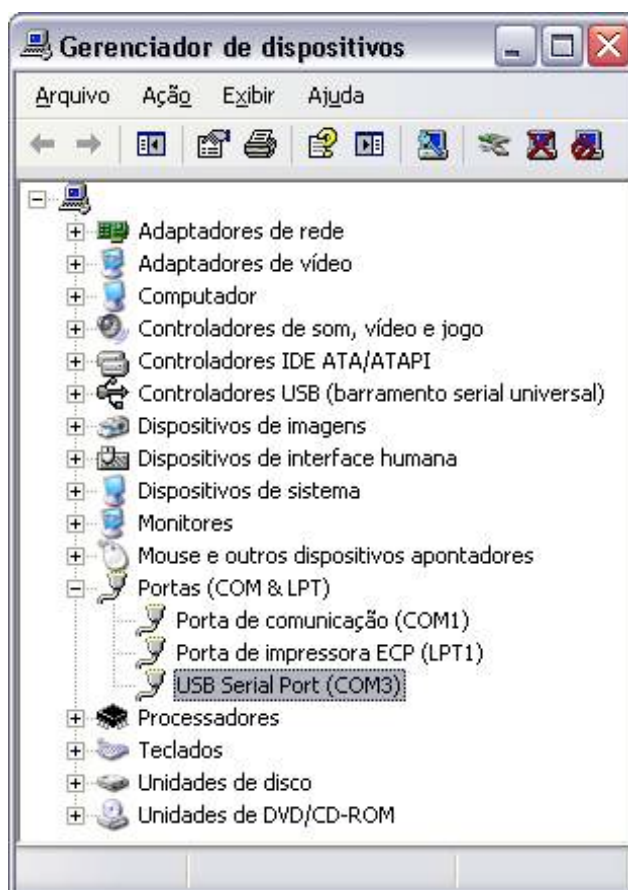 Gerenciador de dispositivos
Arquivo Ação Exibir Ajuda
Adaptadores de rede
Adaptadores de vídeo
Computador
Controladores de som, vídeo e jogo
Controladores IDE ATA/ATAPI
Controladores USB (barramento serial universal)
Dispositivos de imagens
Dispositivos de interface humana
Dispositivos de sistema
Monitores
Mouse e outros dispositivos apontadores
Portas (COM & LPT)
Porta de comunicação (COM1)
Porta de impressora ECP (LPT1)
USB Serial Port (COM3)
Processadores
Teclados
Unidades de disco
Unidades de DVD/CD-ROM